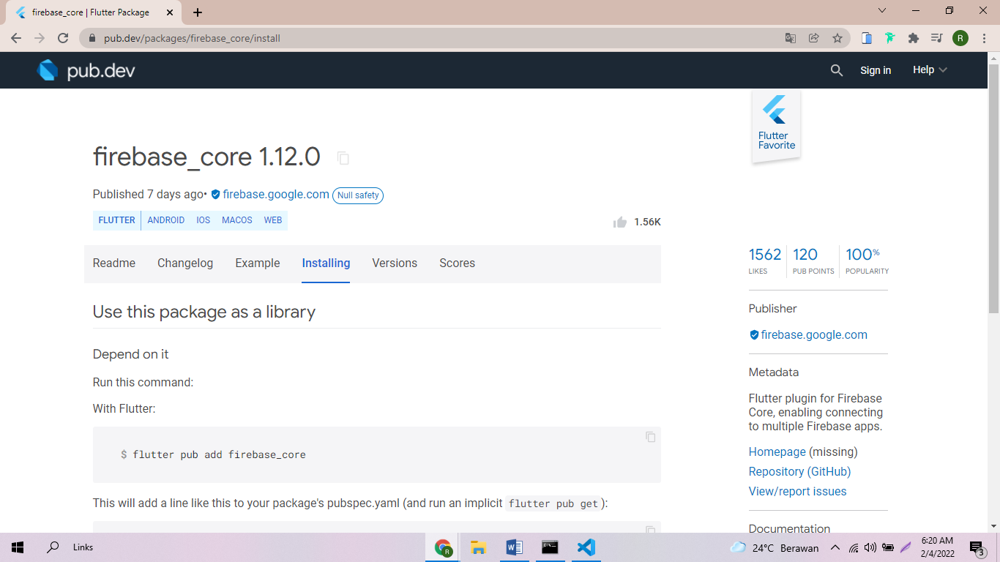 firebase_core | Flutter Package
pub.dev/packages/firebase_core/install
R
pub.dev
Sign in
Help
Flutter
Favorite
firebase_core 1.12.0
Published 7 days ago• firebase.google.com Null safety
FLUTTER ANDROID IOS MACOS WEB
1.56K
Readme Changelog Example Installing Versions Scores
1562 120 100%
LIKES PUB POINTS POPULARITY
Use this package as a library
Depend on it
Run this command:
With Flutter:
$ flutter pub add firebase_core
This will add a line like this to your package's pubspec.yaml (and run an implicit flutter pub get ):
Publisher
firebase.google.com
Metadata
Flutter plugin for Firebase
Core, enabling connecting
to multiple Firebase apps.
Homepage (missing)
Repository (GitHub)
View/report issues
Documentation
Links
R
24°C Berawan
6:20 AM
2/4/2022
3